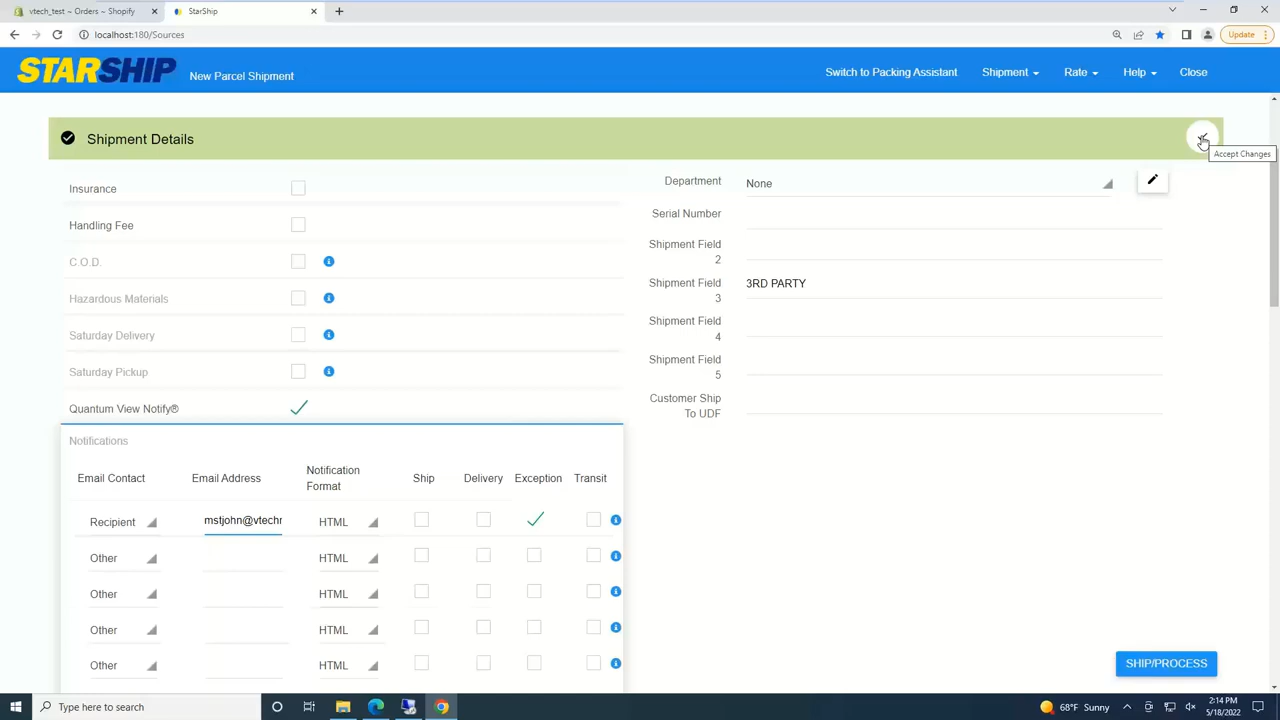 vtech_test ~ Orders ~ Shopify
StarShip
localhost:180/Sources
Update
STARSHIP
New Parcel Shipment
Switch to Packing Assistant
Shipment
Rate
Help
Close
Shipment Details
Accept Changes
Insurance
Handling Fee
C.O.D.
Hazardous Materials
Saturday Delivery
Saturday Pickup
Quantum View Notify®
Department
None
Serial Number
Shipment Field
2
Shipment Field
3
3RD PARTY
Shipment Field
4
Shipment Field
5
Customer Ship
To UDF
Notifications
Email Contact
Email Address
Notification
Format
Ship
Delivery
Exception
Transit
Recipient
mstjohn@vtechr
HTML
Other
HTML
Other
HTML
Other
HTML
Other
HTML
SHIP/PROCESS
Type here to search
68°F Sunny
2:14 PM
5/18/2022